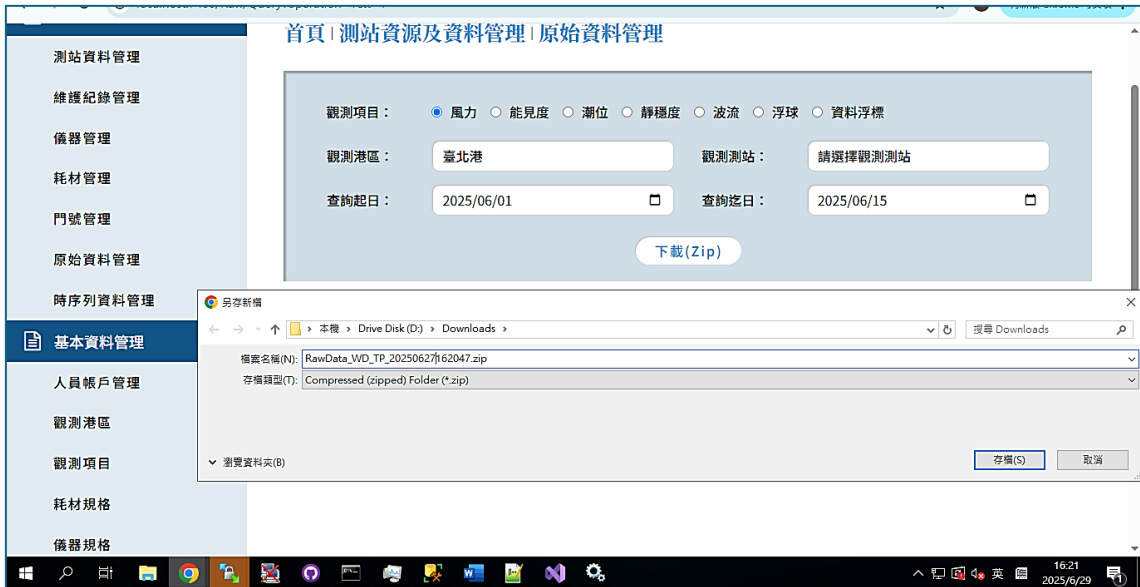 首頁 | 測站資源及資料管理 | 原始資料管理
測站資料管理
維護紀錄管理
儀器管理
耗材管理
門號管理
原始資料管理
時序列資料管理
基本資料管理
人員帳戶管理
觀測港區
觀測項目
耗材規格
儀器規格
觀測項目： 風力 能見度 潮位 靜穩度 波流 浮球 資料浮標
觀測港區： 臺北港 觀測測站： 請選擇觀測測站
查詢起日： 2025/06/01 查詢迄日： 2025/06/15
下載(Zip)
另存新檔
本機 › Drive Disk (D:) › Downloads ›
搜尋 Downloads
檔案名稱(N): RawData_WD_TP_20250627162047.zip
存檔類型(T): Compressed (zipped) Folder (*.zip)
瀏覽資料夾(B)
存檔(S) 取消
英
16:21
2025/6/29